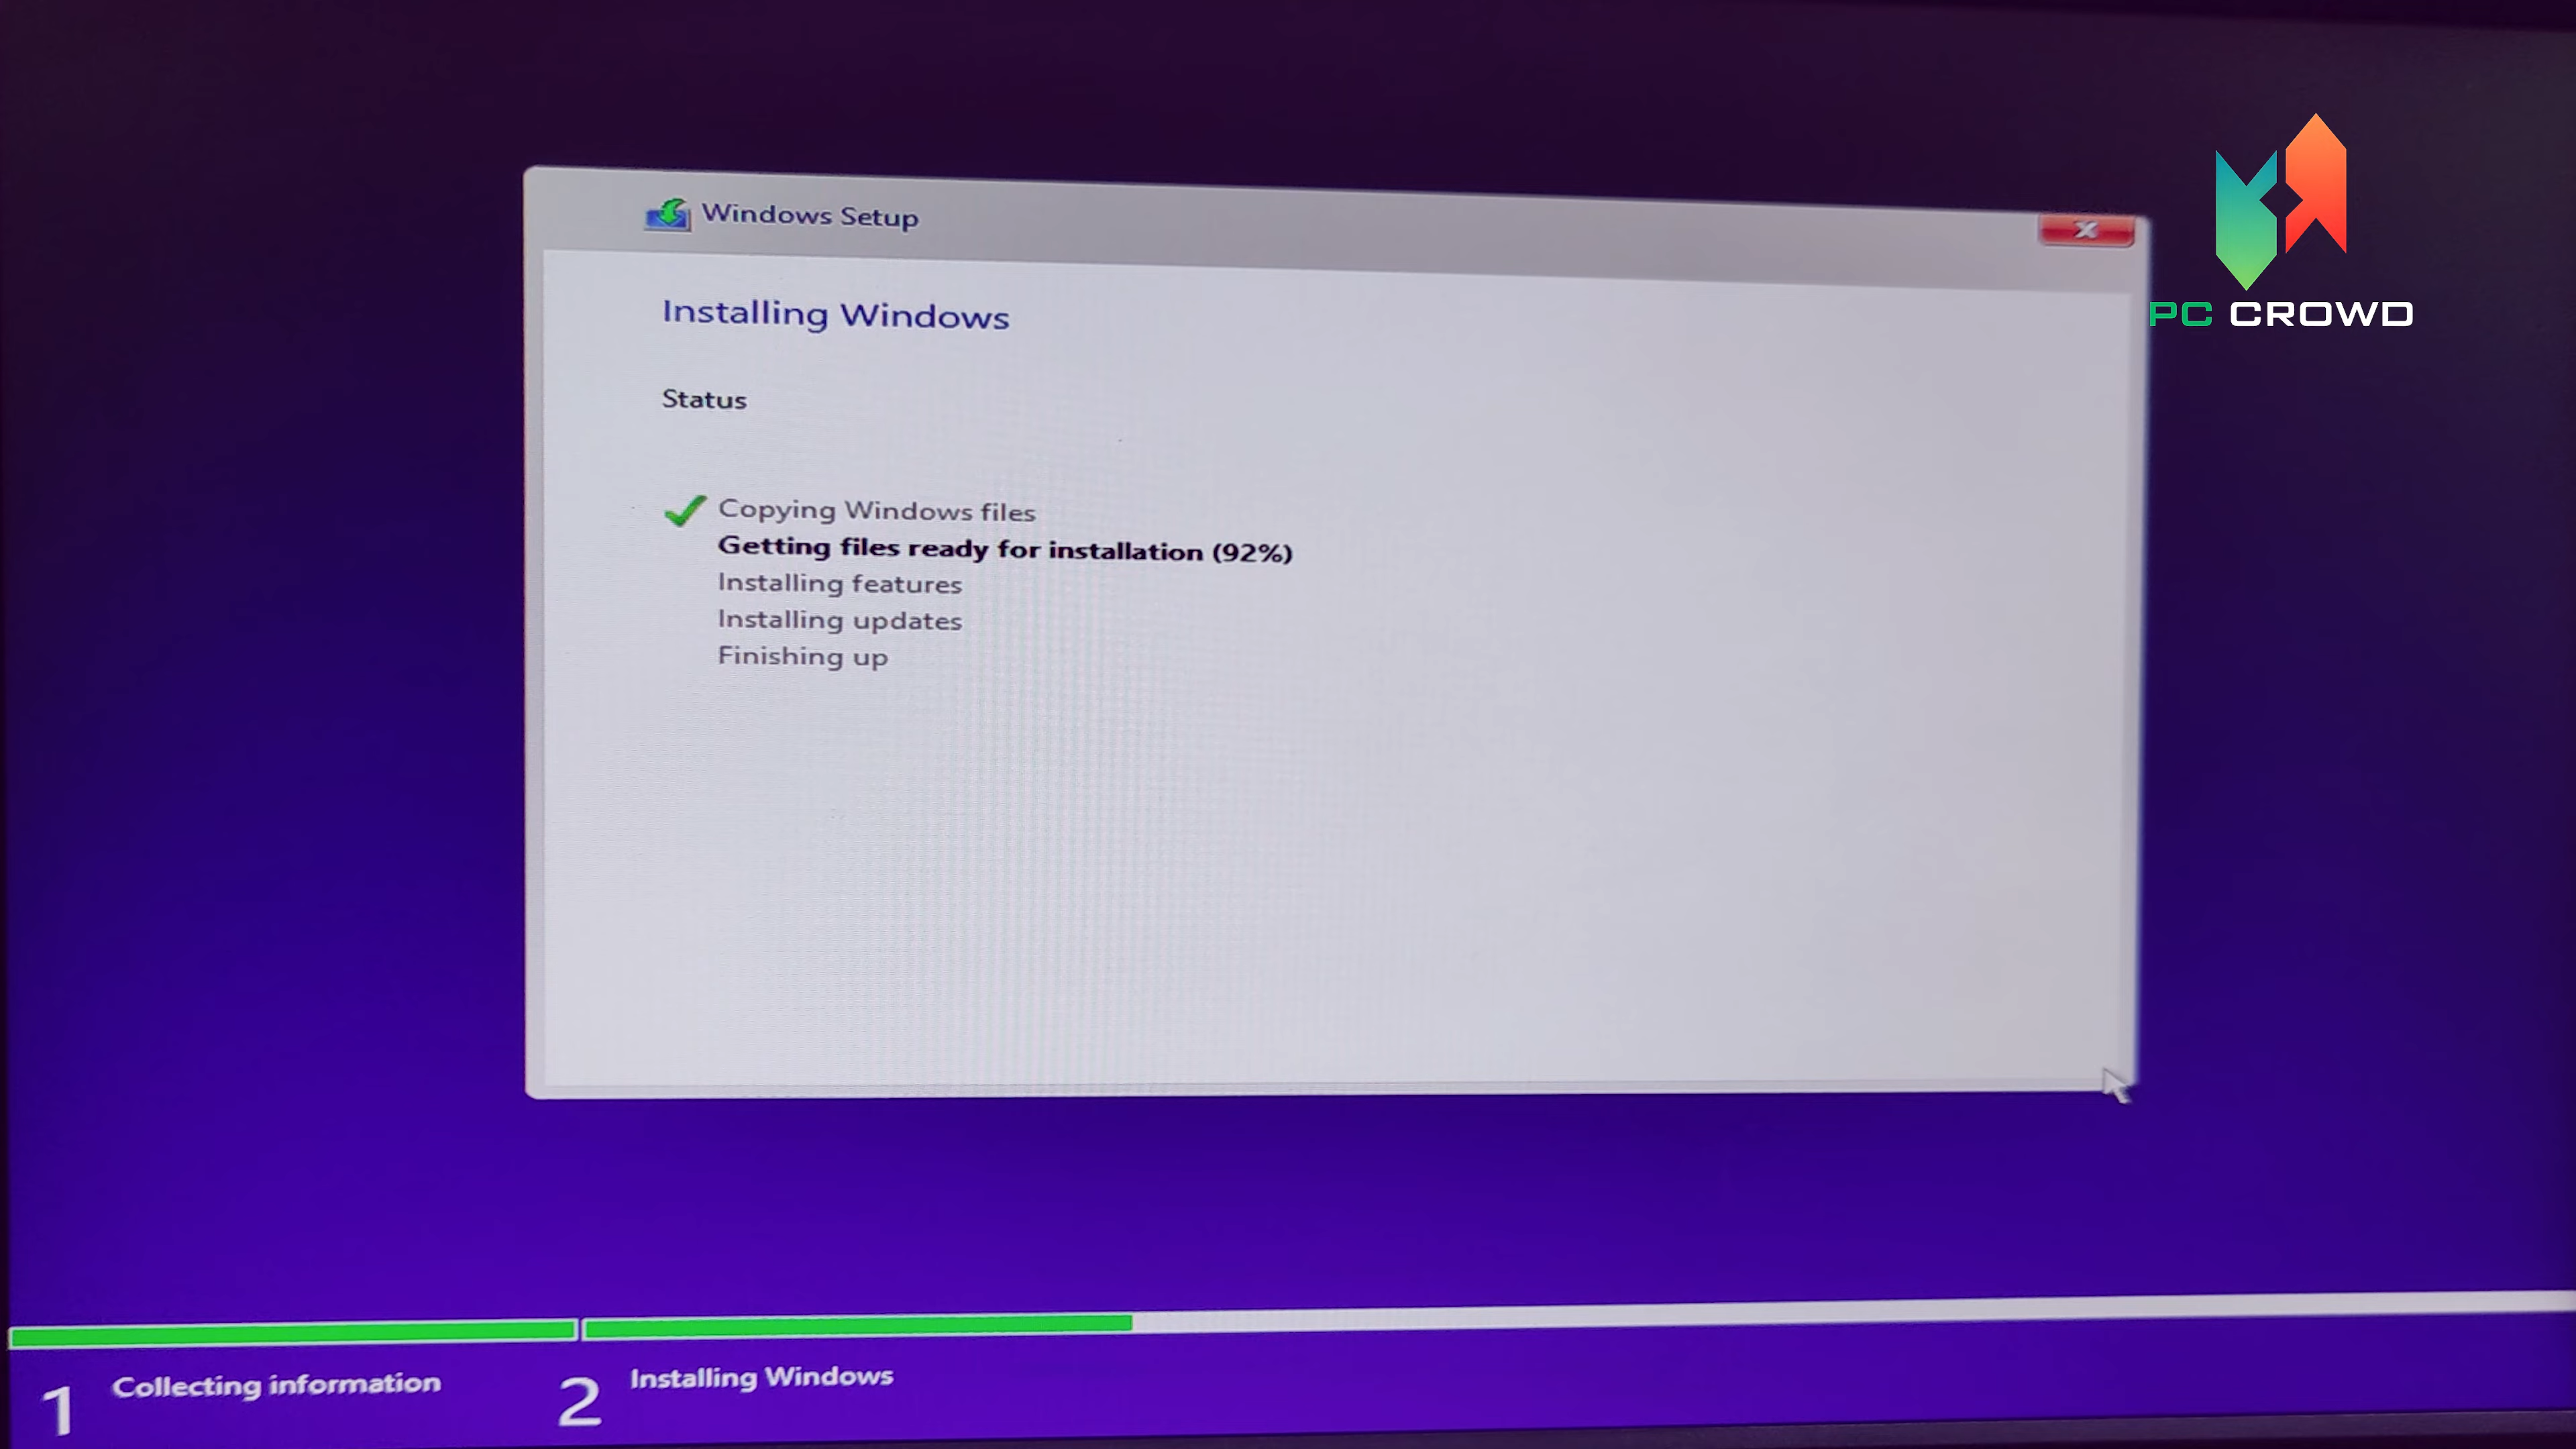 Windows Setup
PC CROWD
Installing Windows
Status
Copying Windows files
Getting files ready for installation (92%)
Installing features
Installing updates
Finishing up
1 Collecting information
2 Installing Windows